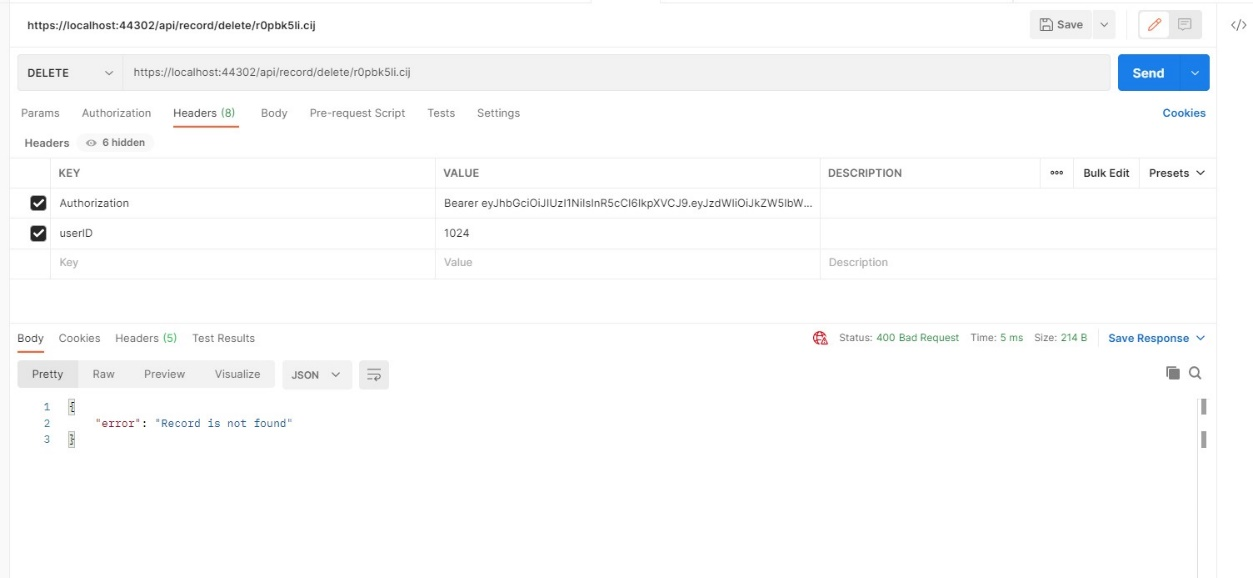 https://localhost:44302/api/record/delete/r0pbk5li.cij Save </>
DELETE https://localhost:44302/api/record/delete/r0pbk5li.cij Send
Params Authorization Headers (8) Body Pre-request Script Tests Settings Cookies
Headers 6 hidden
KEY VALUE DESCRIPTION ooo Bulk Edit Presets
Authorization Bearer eyJhbGciOiJIUzI1NiIsInR5cCI6IkpXVCJ9.eyJzdWIiOiJkZW5lbW...
userID 1024
Key Value Description
Body Cookies Headers (5) Test Results Status: 400 Bad Request Time: 5 ms Size: 214 B Save Response
Pretty Raw Preview Visualize JSON
1 {
2 "error": "Record is not found"
3 }